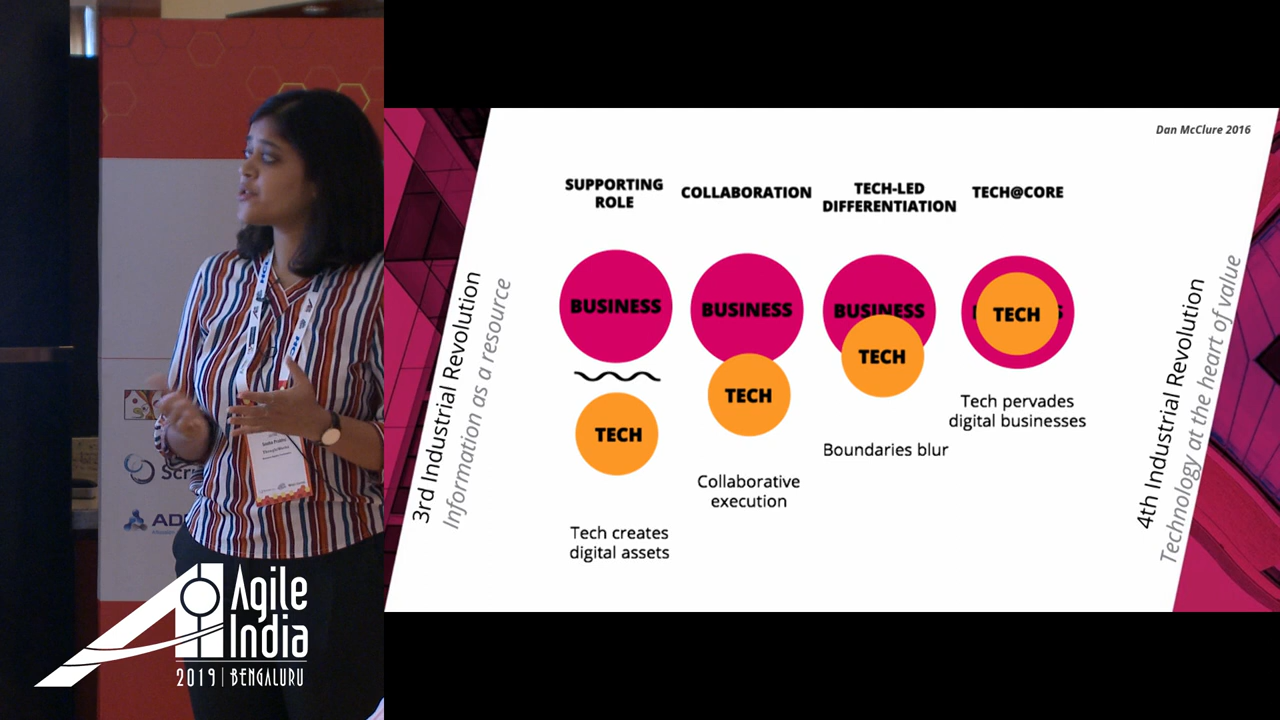 Dan McClure 2016
SUPPORTING
ROLE
COLLABORATION
TECH-LED
DIFFERENTIATION
TECH@CORE
BUSINESS
TECH
BUSINESS
TECH
BUSINESS
TECH
TECH
Tech creates
digital assets
Collaborative
execution
Boundaries blur
Tech pervades
digital businesses
3rd Industrial Revolution
Information as a resource
4th Industrial Revolution
Technology at the heart of value
Agile
India
2019 | BENGALURU